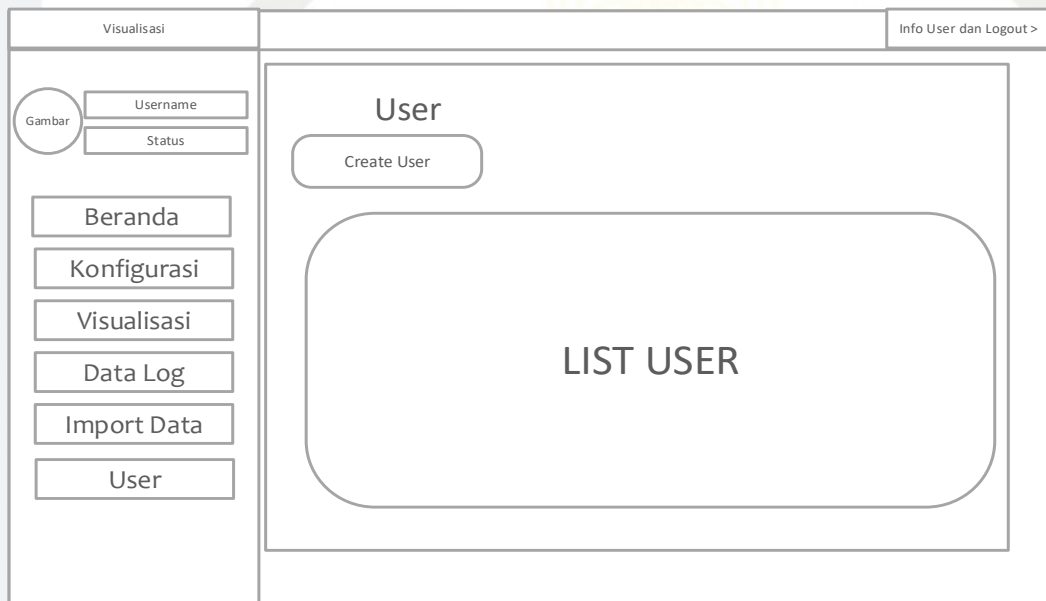 Visualisasi
Info User dan Logout >
Gambar
Username
Status
Beranda
Konfigurasi
Visualisasi
Data Log
Import Data
User
User
Create User
LIST USER